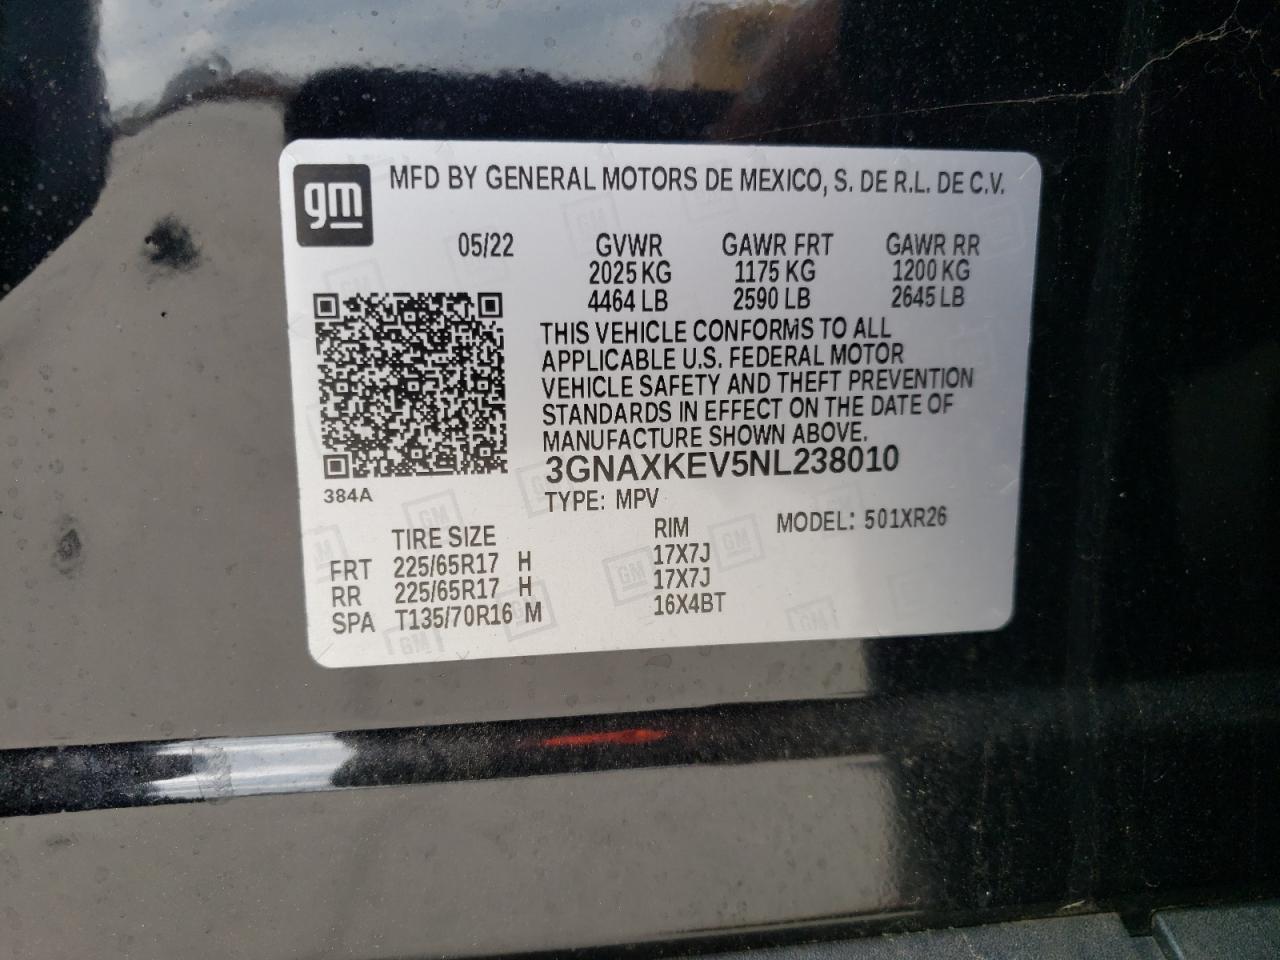 gm MFD BY GENERAL MOTORS DE MEXICO, S. DE R.L. DE C.V.
05/22 GVWR GAWR FRT GAWR RR
2025 KG 1175 KG 1200 KG
4464 LB 2590 LB 2645 LB
THIS VEHICLE CONFORMS TO ALL
APPLICABLE U.S. FEDERAL MOTOR
VEHICLE SAFETY AND THEFT PREVENTION
STANDARDS IN EFFECT ON THE DATE OF
MANUFACTURE SHOWN ABOVE.
3GNAXKEV5NL238010
384A TYPE: MPV
TIRE SIZE RIM MODEL: 501XR26
FRT 225/65R17 H 17X7J
RR 225/65R17 H 17X7J
SPA T135/70R16 M 16X4BT